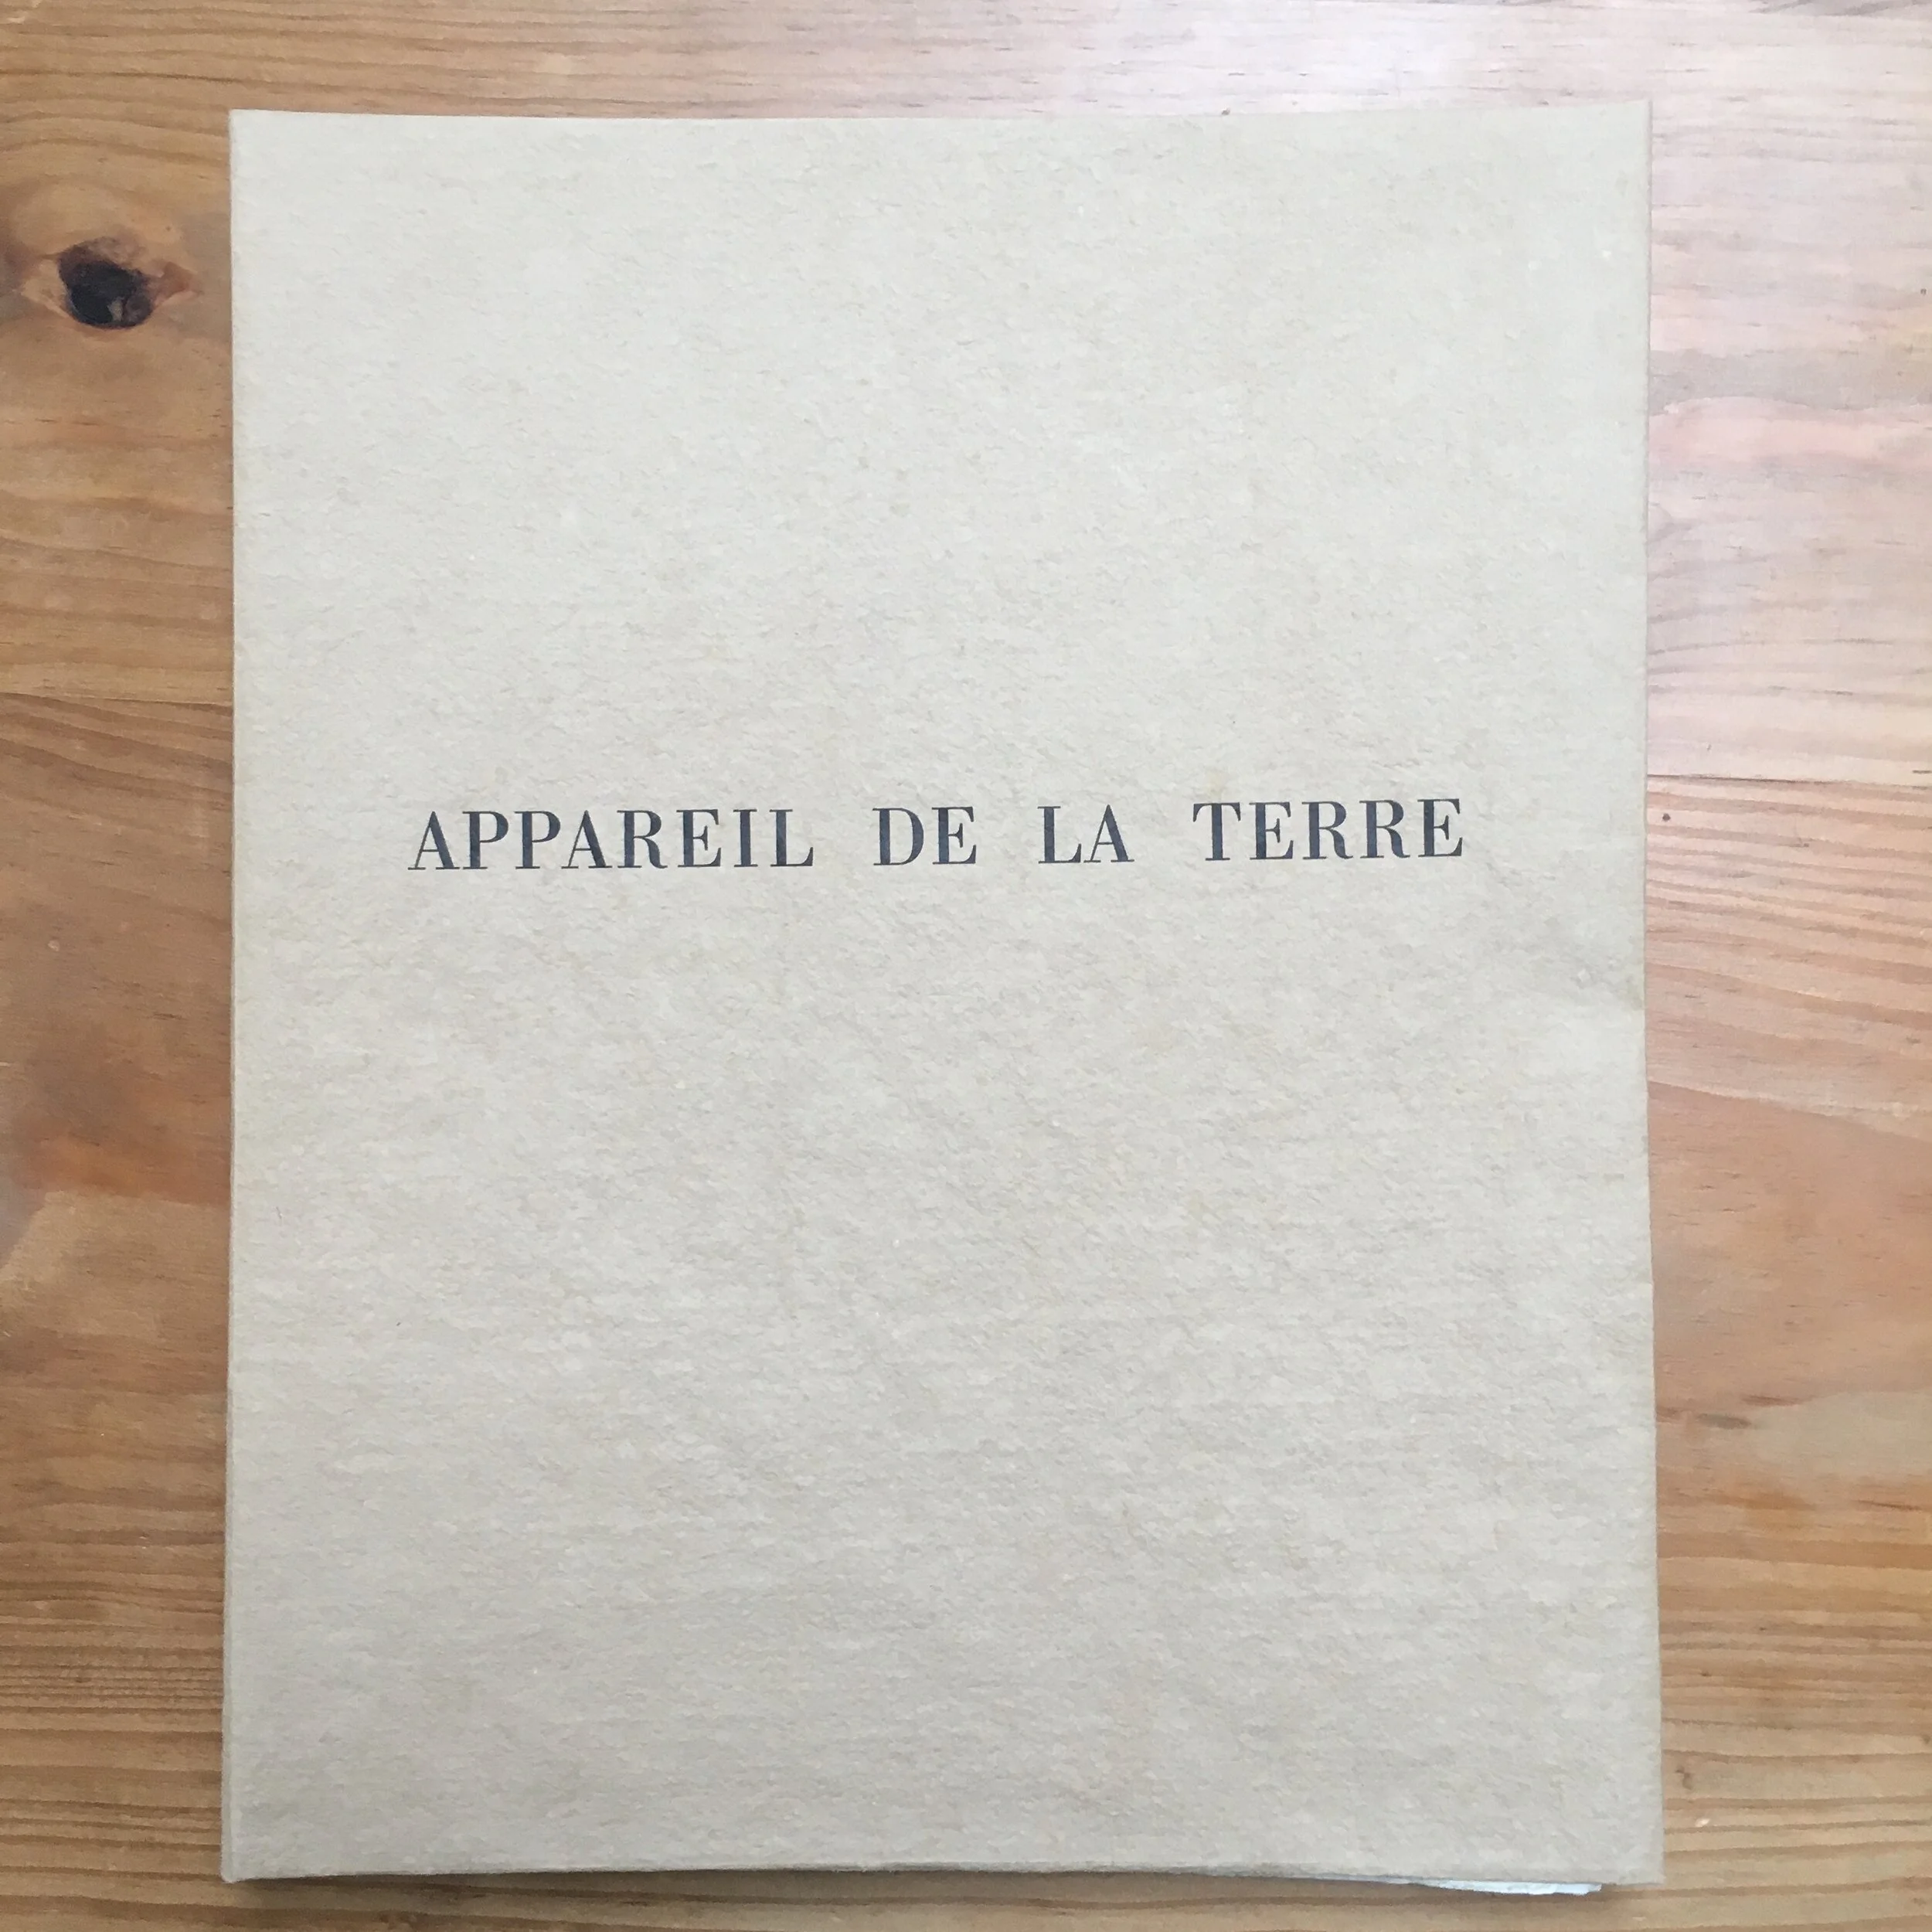 APPAREIL DE LA TERRE